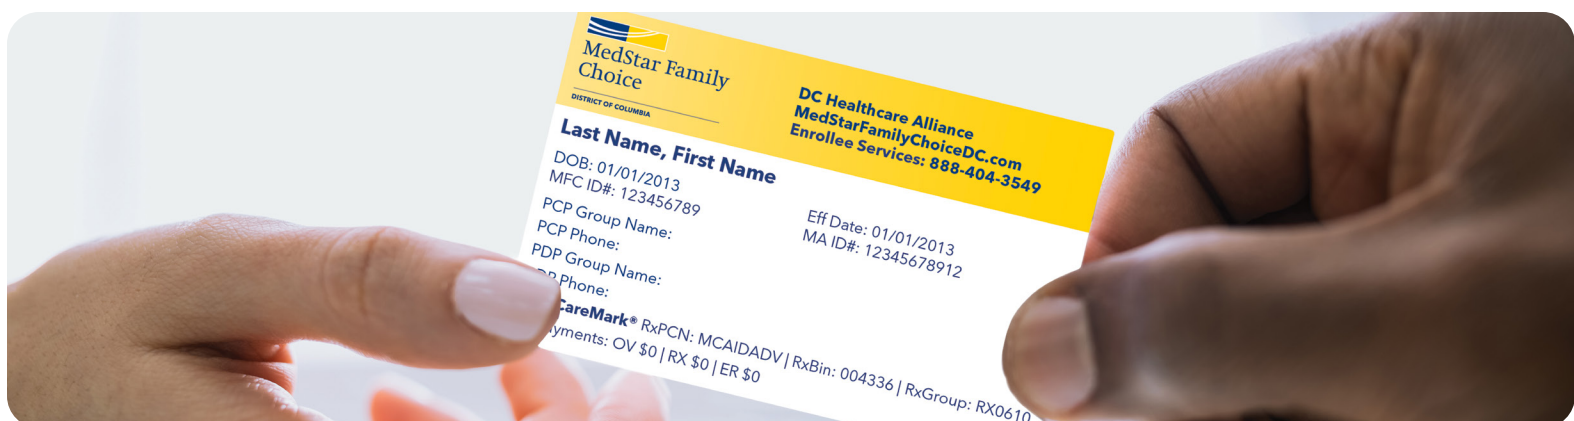 MedStar Family
Choice
DISTRICT OF COLUMBIA
DC Healthcare Alliance
MedStarFamilyChoiceDC.com
Enrollee Services: 888-404-3549
Last Name, First Name
DOB: 01/01/2013
MFC ID#: 123456789
Eff Date: 01/01/2013
MA ID#: 12345678912
PCP Group Name:
PCP Phone:
PDP Group Name:
DP Phone:
CareMark® RxPCN: MCAIDADV | RxBin: 004336 | RxGroup: RX0610
yments: OV $0 | RX $0 | ER $0